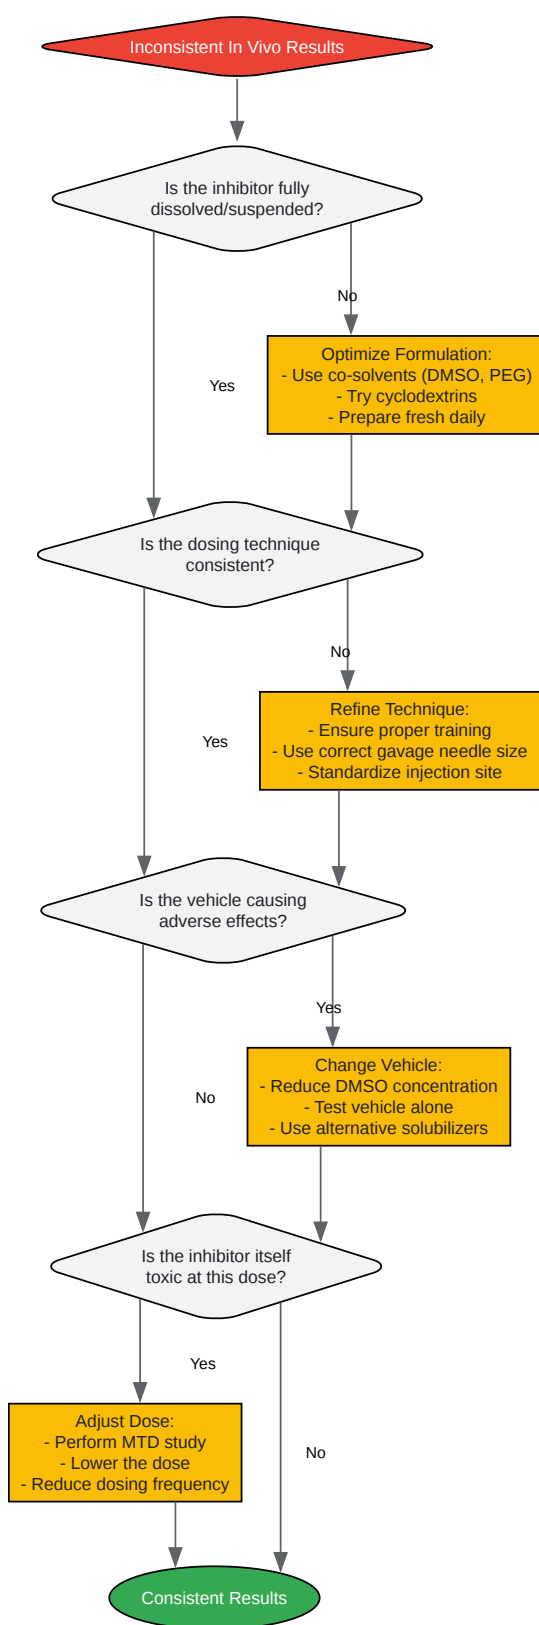 Inconsistent In Vivo Results
Is the inhibitor fully
dissolved/suspended?
No
Optimize Formulation:
- Use co-solvents (DMSO, PEG)
- Try cyclodextrins
- Prepare fresh daily
Yes
Is the dosing technique
consistent?
No
Refine Technique:
- Ensure proper training
- Use correct gavage needle size
- Standardize injection site
Yes
Is the vehicle causing
adverse effects?
Yes
Change Vehicle:
- Reduce DMSO concentration
- Test vehicle alone
- Use alternative solubilizers
No
Is the inhibitor itself
toxic at this dose?
Yes
Adjust Dose:
- Perform MTD study
- Lower the dose
- Reduce dosing frequency
No
Consistent Results